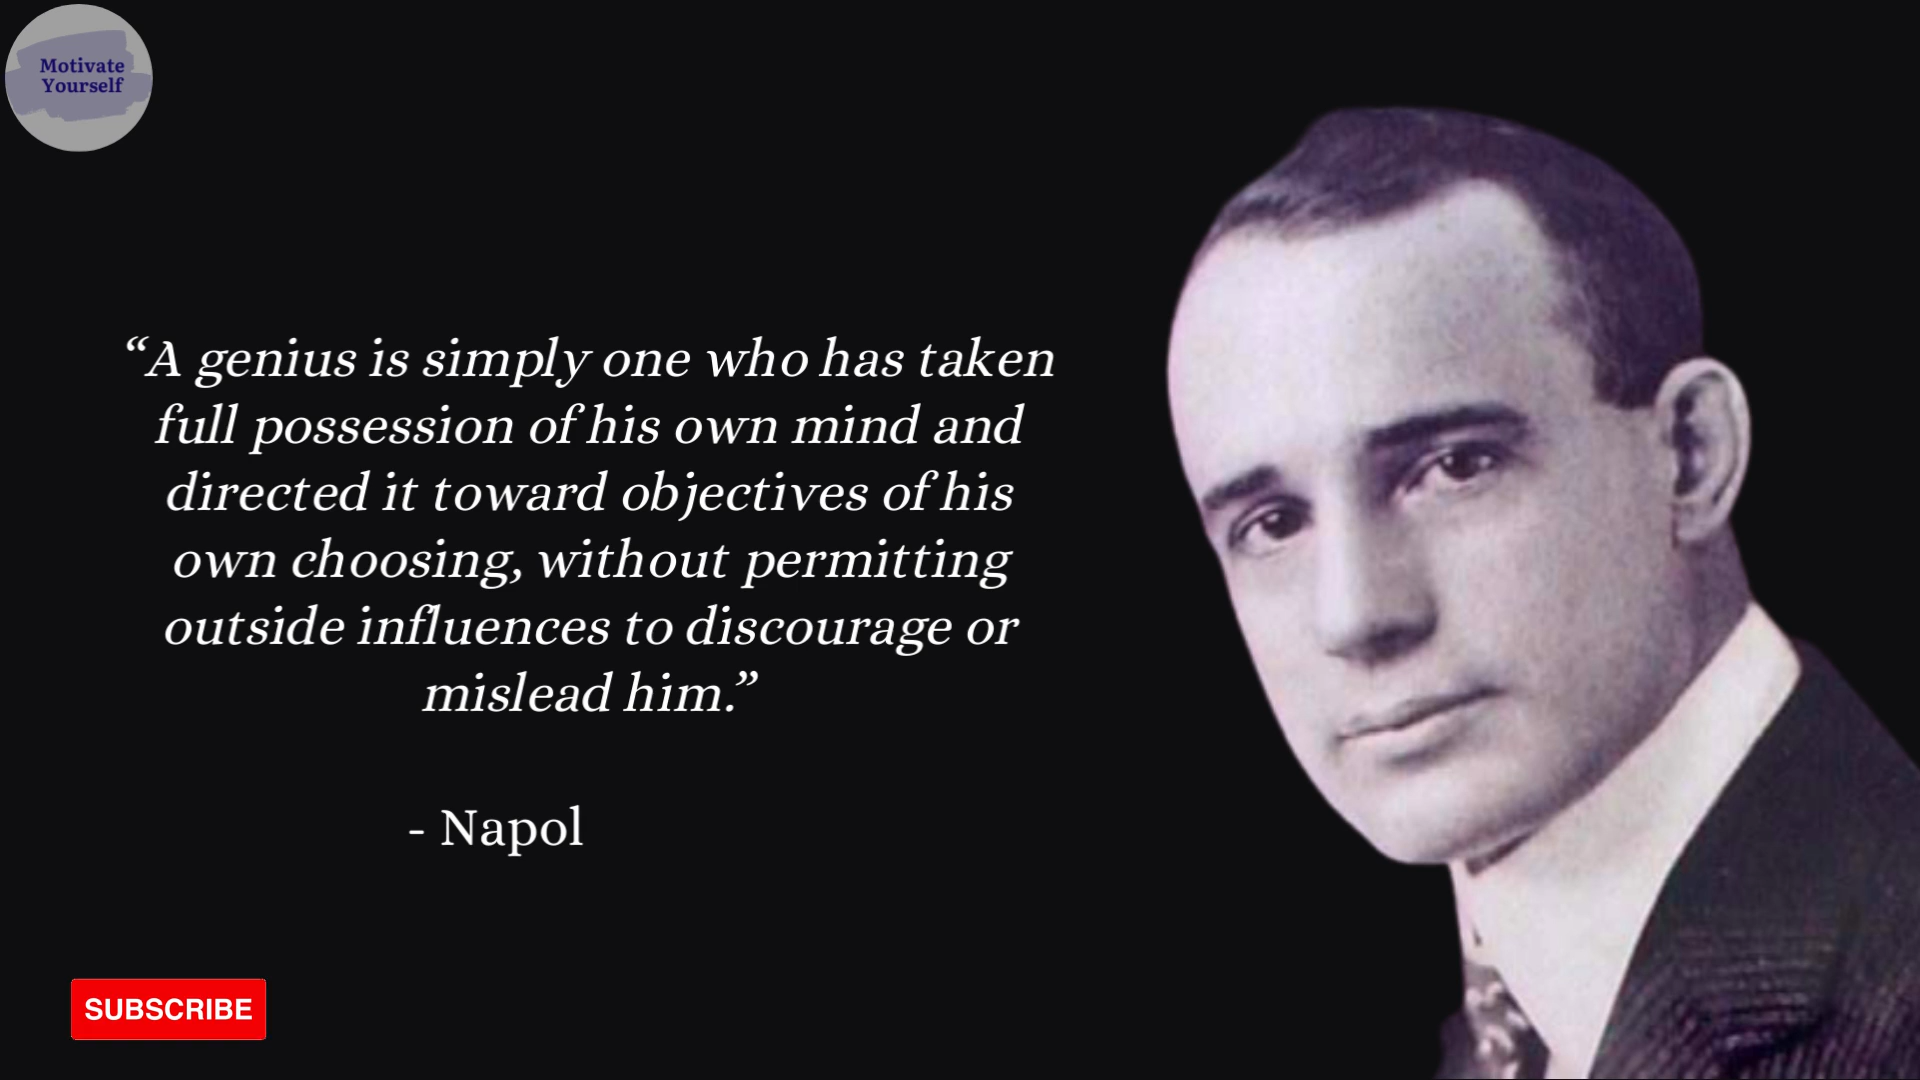 Motivate
Yourself
“A genius is simply one who has taken
full possession of his own mind and
directed it toward objectives of his
own choosing, without permitting
outside influences to discourage or
mislead him.”
- Napol
SUBSCRIBE